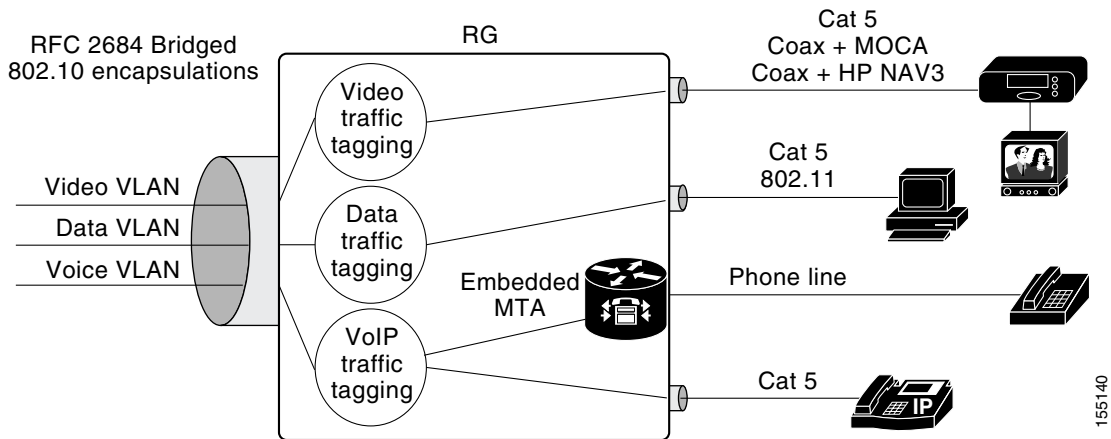 RFC 2684 Bridged
802.10 encapsulations
RG
Cat 5
Coax + MOCA
Coax + HP NAV3
Video
traffic
tagging
Cat 5
802.11
Video VLAN
Data VLAN
Voice VLAN
Data
traffic
tagging
Embedded
MTA
Phone line
VoIP
traffic
tagging
Cat 5
IP
155140